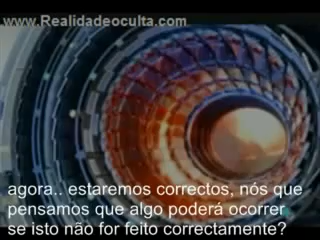 www.Realidadeoculta.com
agora.. estaremos correctos, nós que
pensamos que algo poderá ocorrer
se isto não for feito correctamente?